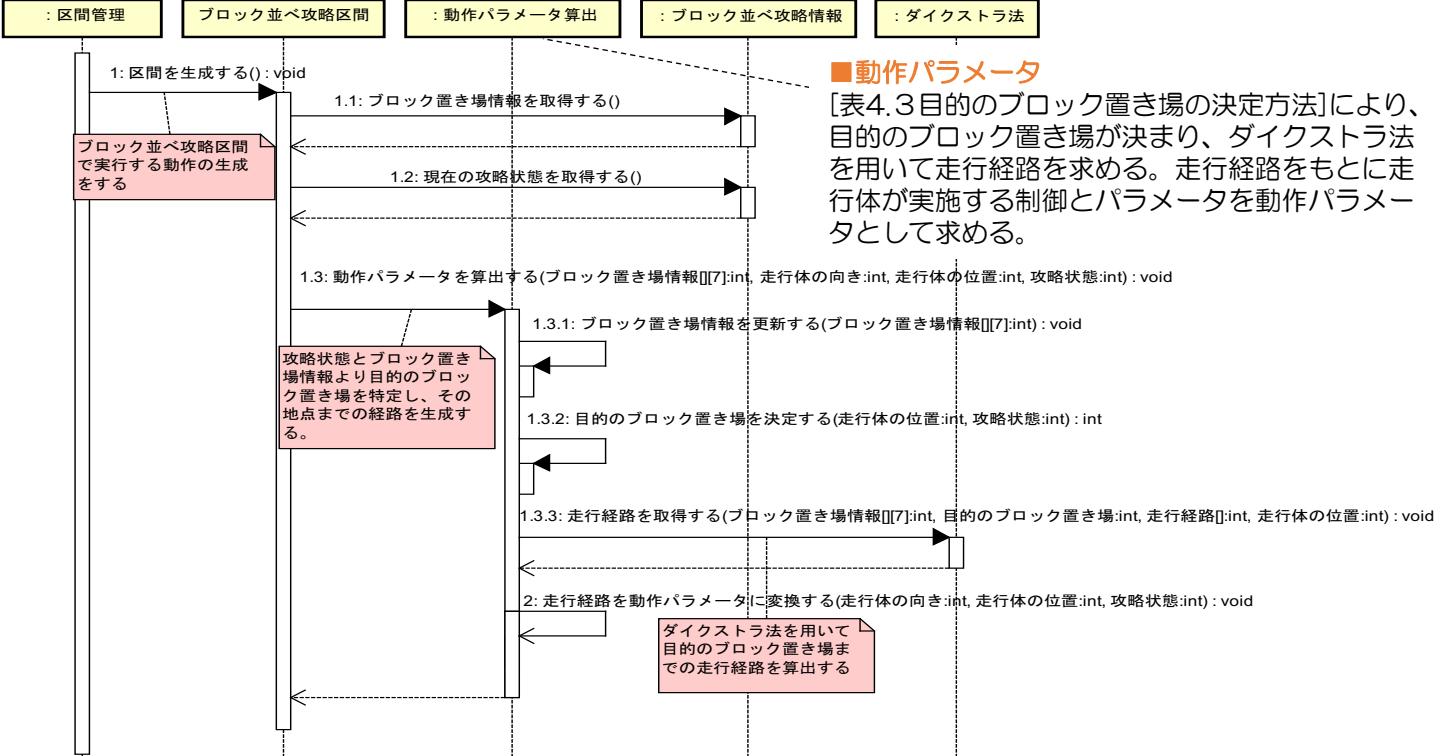 : 区間管理
ブロック並べ攻略区間
: 動作パラメータ算出
: ブロック並べ攻略情報
: ダイクストラ法
1: 区間を生成する() : void
1.1: ブロック置き場情報を取得する()
■動作パラメータ
[表4.3目的のブロック置き場の決定方法]により、
目的のブロック置き場が決まり、ダイクストラ法
を用いて走行経路を求める。走行経路をもとに走
行体が実施する制御とパラメータを動作パラメー
タとして求める。
ブロック並べ攻略区間
で実行する動作の生成
をする
1.2: 現在の攻略状態を取得する()
1.3: 動作パラメータを算出する(ブロック置き場情報[][7]:int, 走行体の向き:int, 走行体の位置:int, 攻略状態:int) : void
1.3.1: ブロック置き場情報を更新する(ブロック置き場情報[][7]:int) : void
攻略状態とブロック置き
場情報より目的のブロッ
ク置き場を特定し、その
地点までの経路を生成す
る。
1.3.2: 目的のブロック置き場を決定する(走行体の位置:int, 攻略状態:int) : int
1.3.3: 走行経路を取得する(ブロック置き場情報[][7]:int, 目的のブロック置き場:int, 走行経路[]:int, 走行体の位置:int) : void
2: 走行経路を動作パラメータに変換する(走行体の向き:int, 走行体の位置:int, 攻略状態:int) : void
ダイクストラ法を用いて
目的のブロック置き場ま
での走行経路を算出する